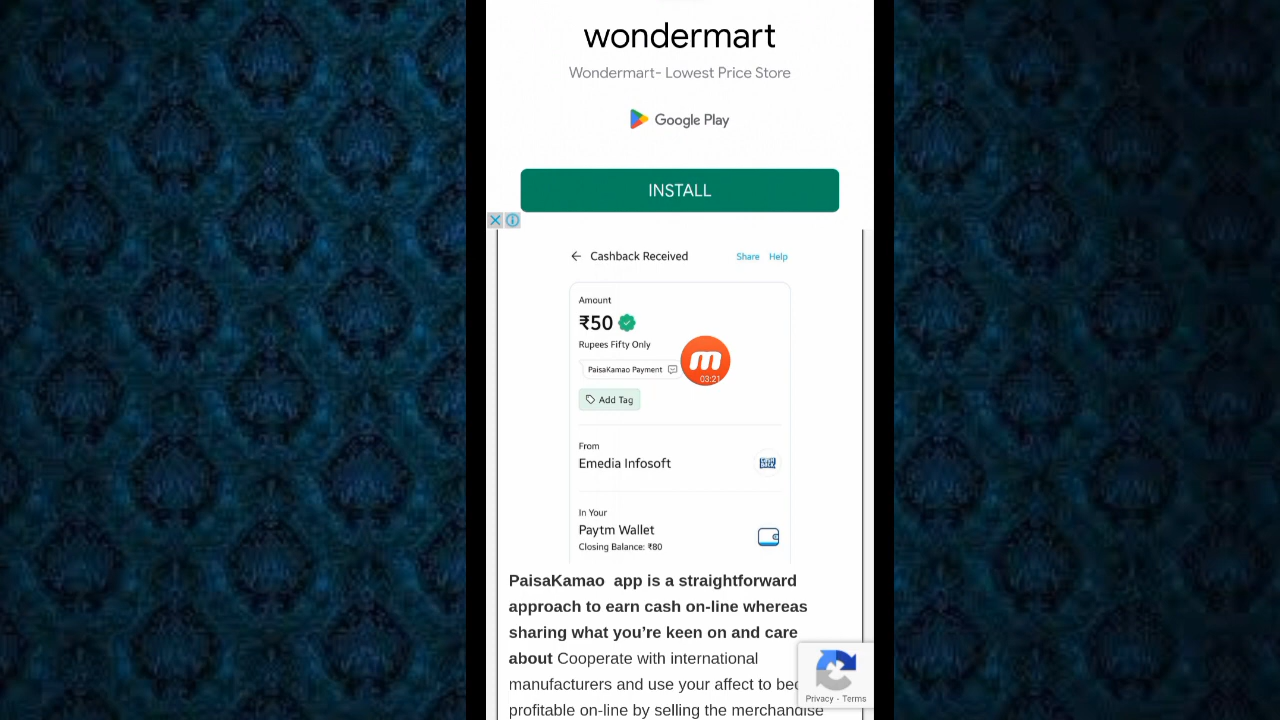 wondermart
Wondermart- Lowest Price Store
Google Play
INSTALL
Cashback Received Share Help
Amount
₹50
Rupees Fifty Only
PaisaKamao Payment
m
03:21
Add Tag
From
Emedia Infosoft
In Your
Paytm Wallet
Closing Balance: ₹80
PaisaKamao app is a straightforward
approach to earn cash on-line whereas
sharing what you're keen on and care
about Cooperate with international
manufacturers and use your affect to
profitable on-line by selling the merchandise
Privacy - Terms